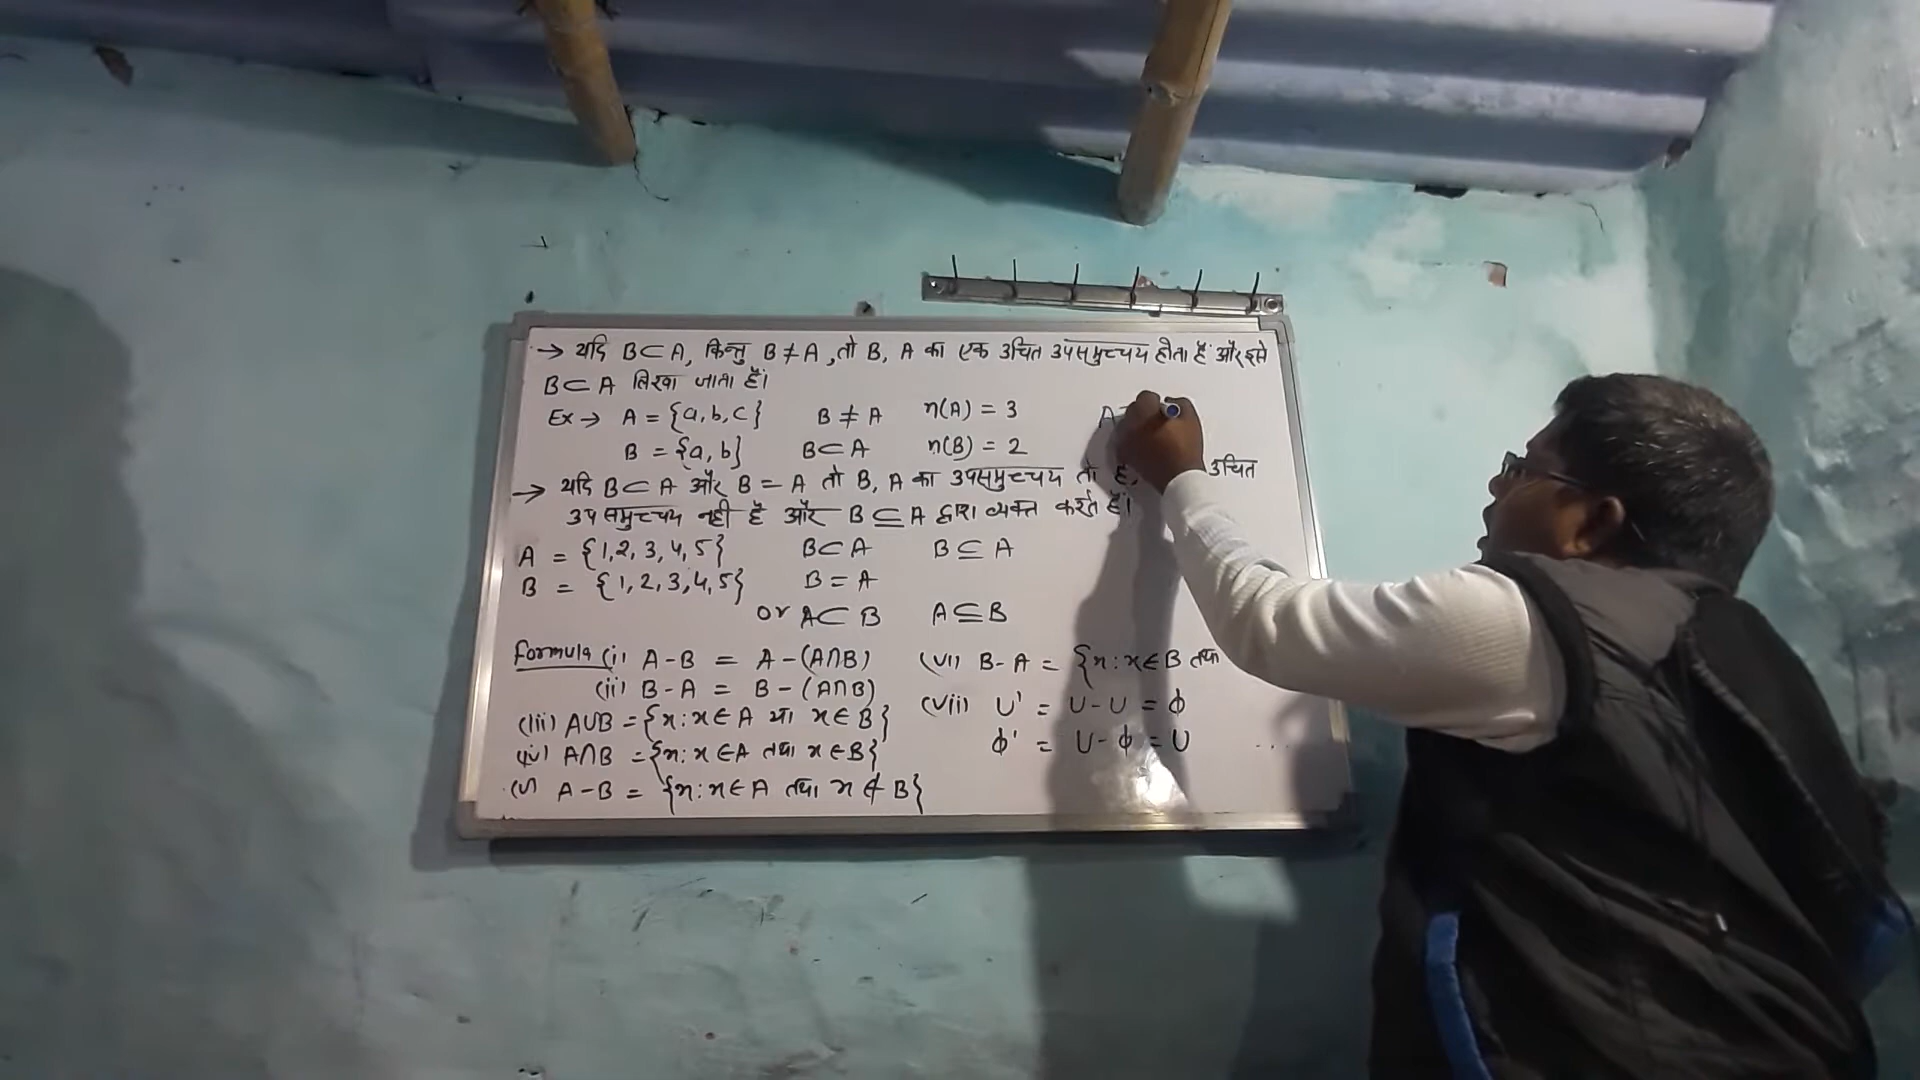 → यदि B⊂A, किन्तु B≠A, तो B, A का एक उचित उपसमुच्चय होता है और इसे
B⊂A लिखा जाता है।
Ex→ A = {a,b,c} B≠A n(A) = 3 A
B = {a,b} B⊂A n(B) = 2
→ यदि B⊂A और B = A तो B, A का उपसमुच्चय तो है, उचित
उपसमुच्चय नही है और B⊆A द्वारा व्यक्त करते हैं।
A = {1,2,3,4,5} B⊂A B⊆A
B = {1,2,3,4,5} B = A
or A⊂B A⊆B
Formula (i) A-B = A-(A∩B)
(ii) B-A = B-(A∩B)
(iii) A∪B = {x:x∈A या x∈B}
(iv) A∩B = {x:x∈A तथा x∈B}
(v) A-B = {x:x∈A तथा x∉B}
(vi) B-A = {x:x∈B तथा
(vii) U' = U-U = ϕ
ϕ' = U-ϕ = U